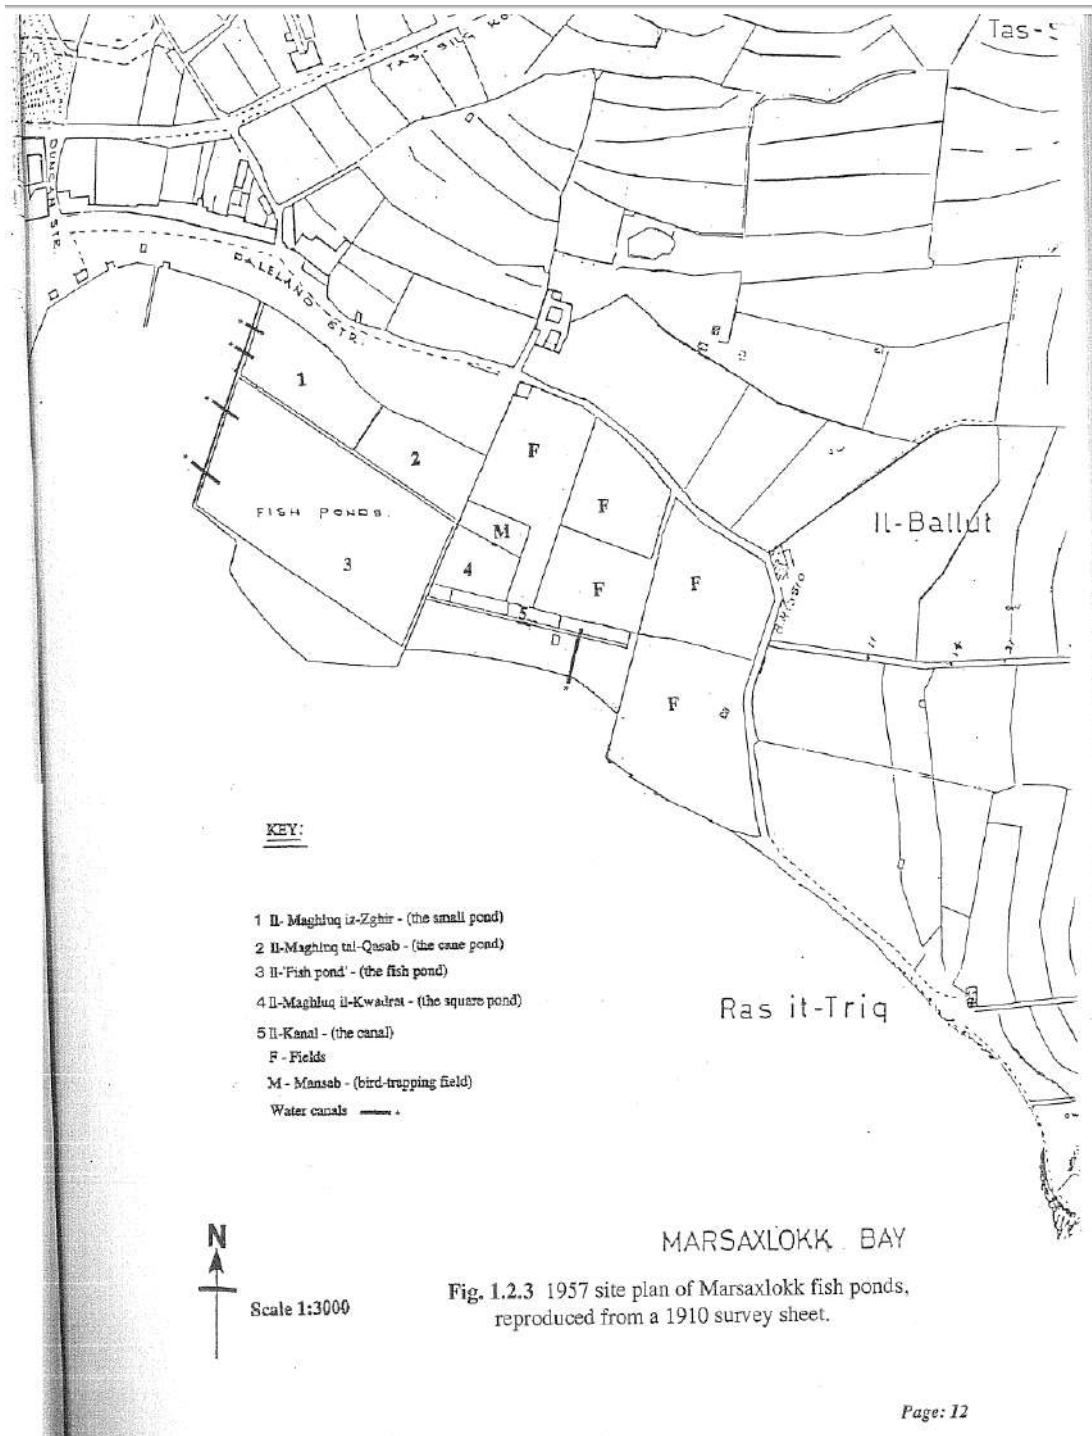 Tas-S
TAS SILG RO
DUNCAN STR.
DALELAND STR.
1
2
F
F
FISH PONDS.
M
Il-Ballut
3
4
F
F
5
D
F
KEY:
1 Il- Maghluq iz-Zghir - (the small pond)
2 Il-Maghluq tal-Qasab - (the cane pond)
3 Il-'Fish pond' - (the fish pond)
4 Il-Maghluq il-Kwadrat - (the square pond)
5 Il-Kanal - (the canal)
F - Fields
M - Mansab - (bird-trapping field)
Water canals
Ras it-Triq
N
MARSAXLOKK BAY
Scale 1:3000
Fig. 1.2.3 1957 site plan of Marsaxlokk fish ponds,
reproduced from a 1910 survey sheet.
Page: 12